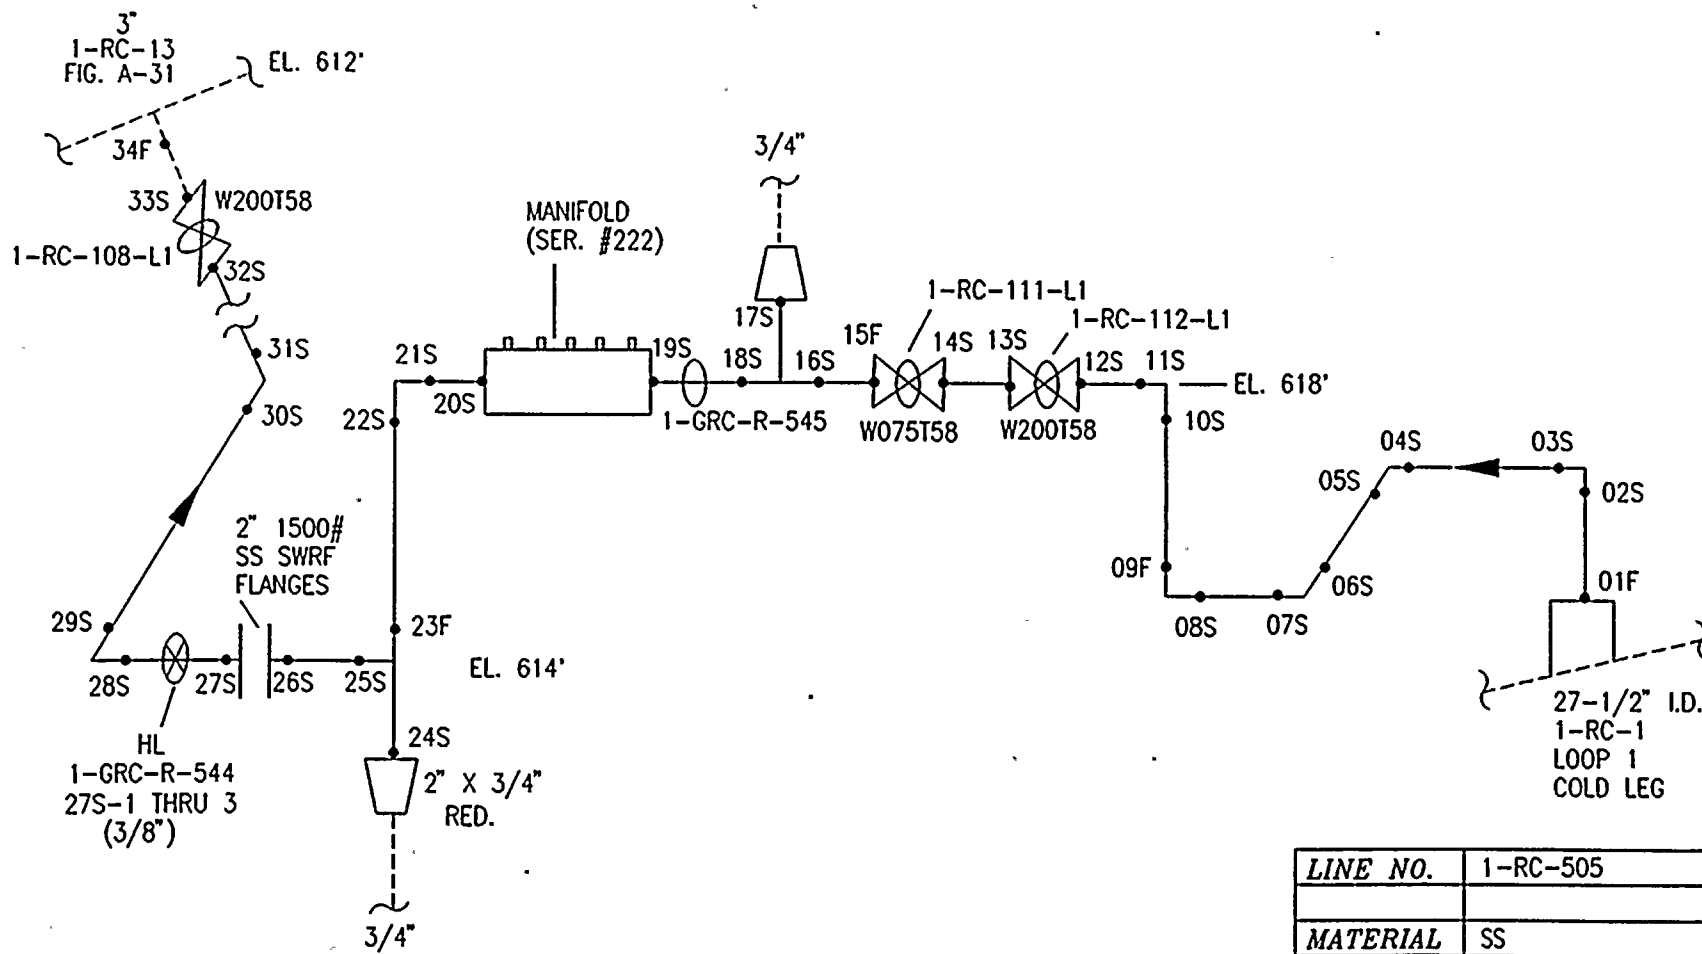 3"
1-RC-13
FIG. A-31
EL. 612'
34F
33S
W200T58
1-RC-108-L1
32S
31S
30S
29S
28S
27S
26S
25S
2" 1500#
SS SWRF
FLANGES
HL
1-GRC-R-544
27S-1 THRU 3
(3/8")
24S
2" X 3/4"
RED.
3/4"
23F
EL. 614'
22S
21S
20S
MANIFOLD
(SER. #222)
19S
1-GRC-R-545
18S
17S
3/4"
16S
15F
W075T58
1-RC-111-L1
14S
13S
W200T58
1-RC-112-L1
12S
11S
EL. 618'
10S
09F
08S
07S
06S
05S
04S
03S
02S
01F
27-1/2" I.D.
1-RC-1
LOOP 1
COLD LEG
LINE NO. 1-RC-505
MATERIAL SS